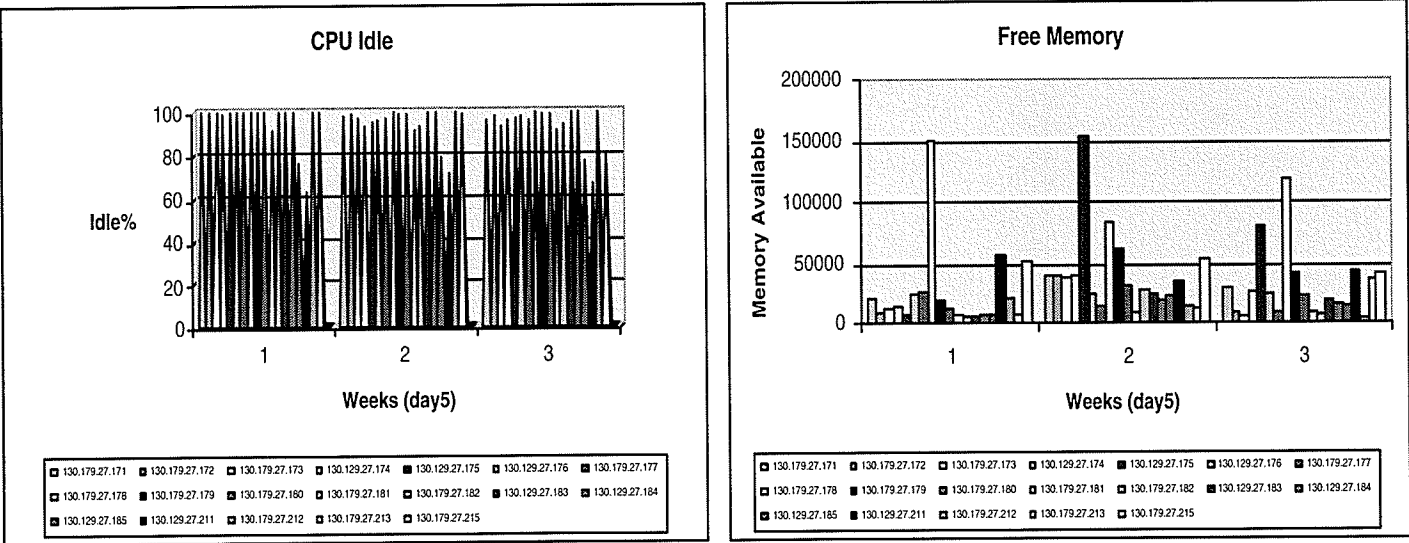 CPU Idle
100
80
60
40
20
0
Idle%
1 2 3
Weeks (day5)
130.179.27.171 130.179.27.172 130.179.27.173 130.129.27.174 130.129.27.175 130.129.27.176 130.179.27.177
130.179.27.178 130.179.27.179 130.179.27.160 130.179.27.181 130.179.27.182 130.129.27.183 130.129.27.184
130.129.27.185 130.129.27.211 130.179.27.212 130.179.27.213 130.179.27.215
Free Memory
200000
150000
100000
50000
0
Memory Available
1 2 3
Weeks (day5)
130.179.27.171 130.179.27.172 130.179.27.173 130.129.27.174 130.129.27.175 130.129.27.176 130.179.27.177
130.179.27.178 130.179.27.179 130.179.27.180 130.179.27.181 130.179.27.182 130.129.27.183 130.129.27.184
130.129.27.185 130.129.27.211 130.179.27.212 130.179.27.213 130.179.27.215